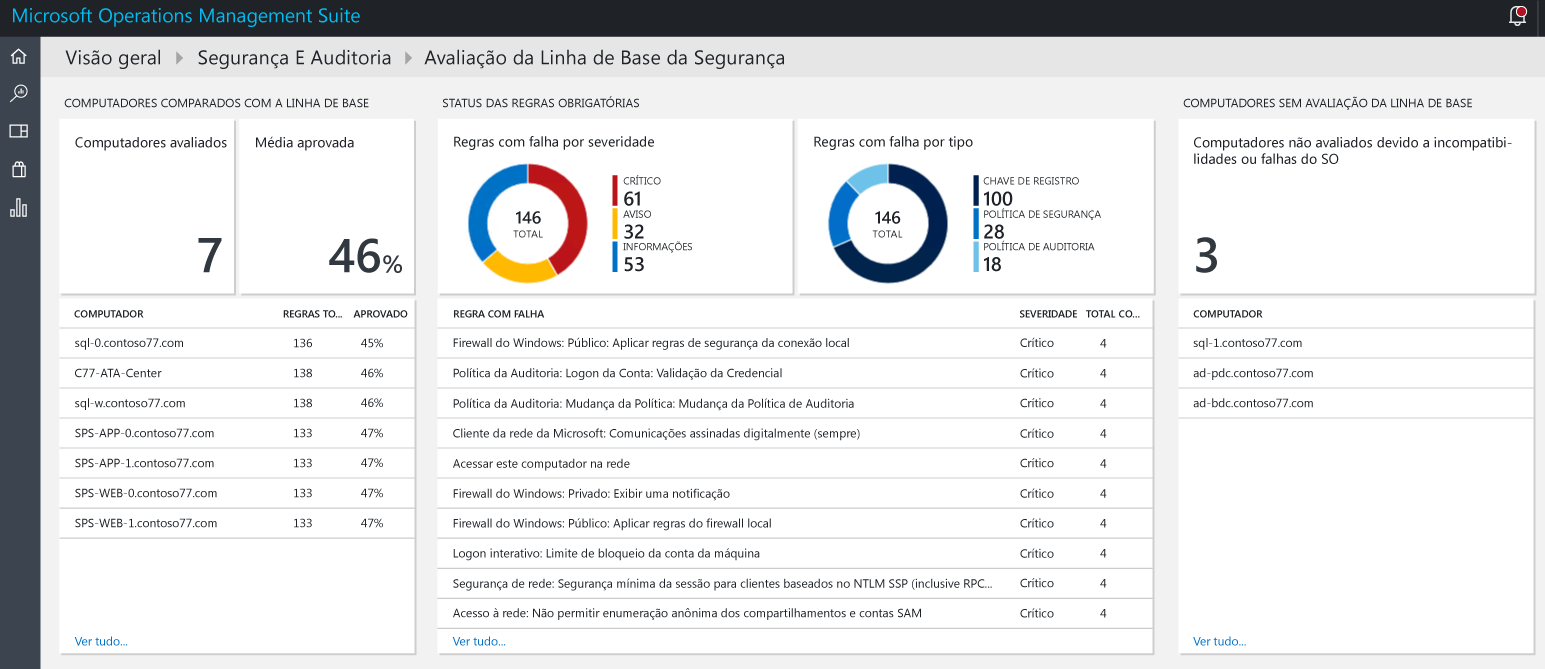 Microsoft Operations Management Suite
Visão geral Segurança E Auditoria Avaliação da Linha de Base da Segurança
COMPUTADORES COMPARADOS COM A LINHA DE BASE
Computadores avaliados
7
Média aprovada
46%
COMPUTADOR REGRAS TO... APROVADO
sql-0.contoso77.com 136 45%
C77-ATA-Center 138 46%
sql-w.contoso77.com 138 46%
SPS-APP-0.contoso77.com 133 47%
SPS-APP-1.contoso77.com 133 47%
SPS-WEB-0.contoso77.com 133 47%
SPS-WEB-1.contoso77.com 133 47%
Ver tudo...
STATUS DAS REGRAS OBRIGATÓRIAS
Regras com falha por severidade
146
TOTAL
CRÍTICO
61
AVISO
32
INFORMAÇÕES
53
Regras com falha por tipo
146
TOTAL
CHAVE DE REGISTRO
100
POLÍTICA DE SEGURANÇA
28
POLÍTICA DE AUDITORIA
18
REGRA COM FALHA SEVERIDADE TOTAL CO...
Firewall do Windows: Público: Aplicar regras de segurança da conexão local Crítico 4
Política da Auditoria: Logon da Conta: Validação da Credencial Crítico 4
Política da Auditoria: Mudança da Política: Mudança da Política de Auditoria Crítico 4
Cliente da rede da Microsoft: Comunicações assinadas digitalmente (sempre) Crítico 4
Acessar este computador na rede Crítico 4
Firewall do Windows: Privado: Exibir uma notificação Crítico 4
Firewall do Windows: Público: Aplicar regras do firewall local Crítico 4
Logon interativo: Limite de bloqueio da conta da máquina Crítico 4
Segurança de rede: Segurança mínima da sessão para clientes baseados no NTLM SSP (inclusive RPC... Crítico 4
Acesso à rede: Não permitir enumeração anônima dos compartilhamentos e contas SAM Crítico 4
Ver tudo...
COMPUTADORES SEM AVALIAÇÃO DA LINHA DE BASE
Computadores não avaliados devido a incompatibi-
lidades ou falhas do SO
3
COMPUTADOR
sql-1.contoso77.com
ad-pdc.contoso77.com
ad-bdc.contoso77.com
Ver tudo...